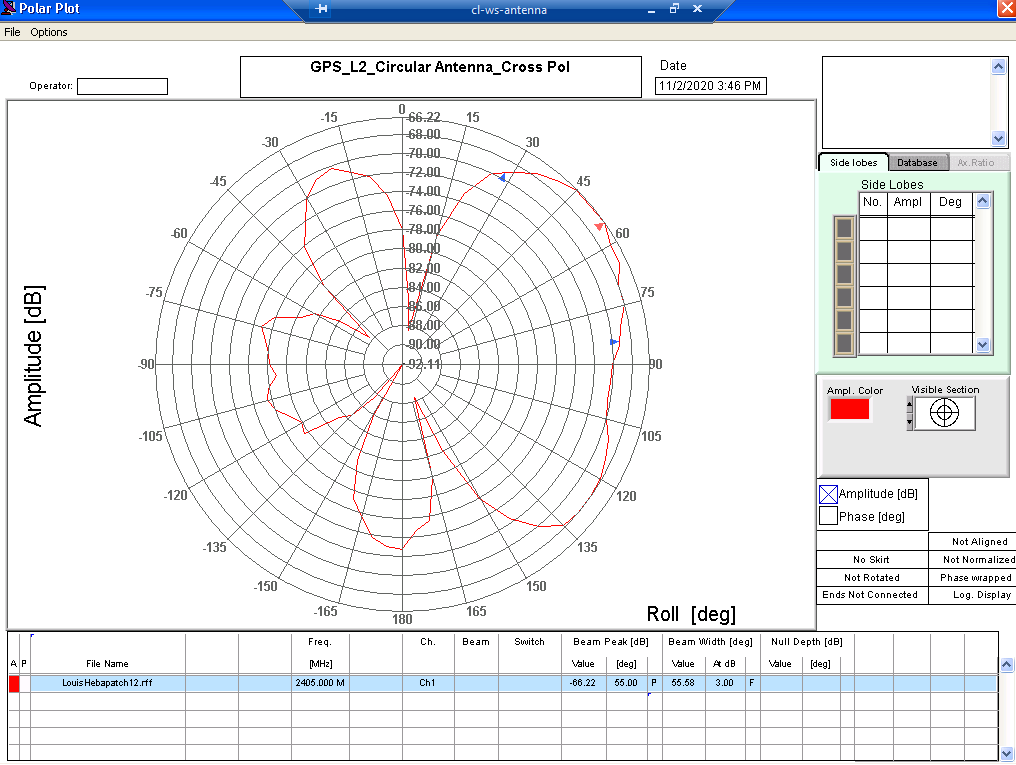 Polar Plot
cl-ws-antenna
File Options
GPS_L2_Circular Antenna_Cross Pol
Operator:
Date
11/2/2020 3:46 PM
Side lobes Database Ax.Ratio
Side Lobes
No. Ampl Deg
0
-15 15
-30 30
-45 45
-60 60
-75 75
-90 90
-105 105
-120 120
-135 135
-150 150
-165 165
180
-66.22
-68.00
-70.00
-72.00
-74.00
-76.00
-78.00
-80.00
-82.00
-84.00
-86.00
-88.00
-90.00
-92.11
Amplitude [dB]
Roll [deg]
Ampl. Color Visible Section
Amplitude [dB]
Phase [deg]
Not Aligned
No Skirt Not Normalized
Not Rotated Phase wrapped
Ends Not Connected Log. Display
Freq. Ch. Beam Switch Beam Peak [dB] Beam Width [deg] Null Depth [dB]
A P File Name [MHz] Value [deg] Value At dB Value [deg]
LouisHebapatch12.rff 2405.000 M Ch1 -66.22 55.00 P 55.58 3.00 F